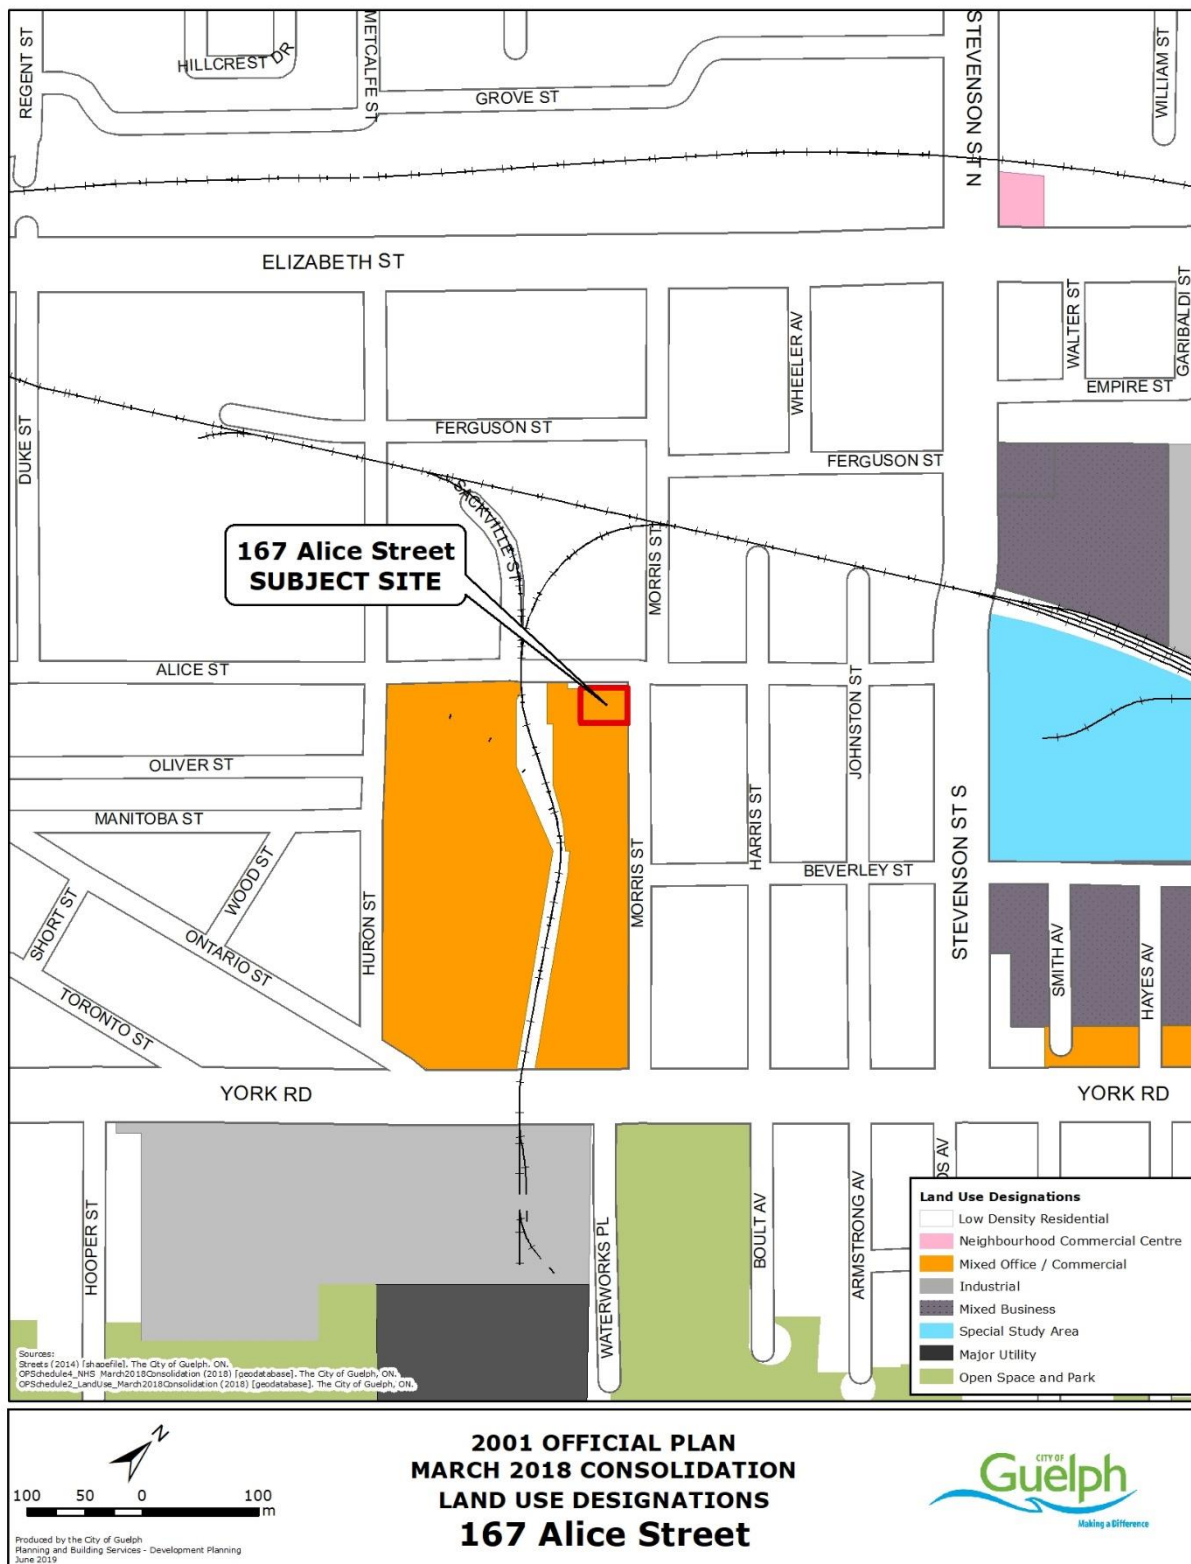 REGENT ST
HILLCREST DR
METCALFE ST
GROVE ST
STEVENSON ST N
WILLIAM ST
ELIZABETH ST
DUKE ST
FERGUSON ST
WHEELER AV
FERGUSON ST
WALTER ST
GARIBALDI ST
EMPIRE ST
SACKVILLE ST
MORRIS ST
167 Alice Street
SUBJECT SITE
ALICE ST
OLIVER ST
MANITOBA ST
SHORT ST
WOOD ST
ONTARIO ST
TORONTO ST
HURON ST
MORRIS ST
HARRIS ST
JOHNSTON ST
BEVERLEY ST
STEVENSON ST S
SMITH AV
HAYES AV
YORK RD
YORK RD
HOOPER ST
WATERWORKS PL
BOULT AV
ARMSTRONG AV
DS AV
Land Use Designations
Low Density Residential
Neighbourhood Commercial Centre
Mixed Office / Commercial
Industrial
Mixed Business
Special Study Area
Major Utility
Open Space and Park
Sources:
Streets (2014) [shapefile]. The City of Guelph, ON.
OPSchedule4_NHS_March2018Consolidation (2018) [geodatabase]. The City of Guelph, ON.
OPSchedule2_LandUse_March2018Consolidation (2018) [geodatabase]. The City of Guelph, ON.
N
100 50 0 100
m
Produced by the City of Guelph
Planning and Building Services - Development Planning
June 2019
2001 OFFICIAL PLAN
MARCH 2018 CONSOLIDATION
LAND USE DESIGNATIONS
167 Alice Street
CITY OF
Guelph
Making a Difference